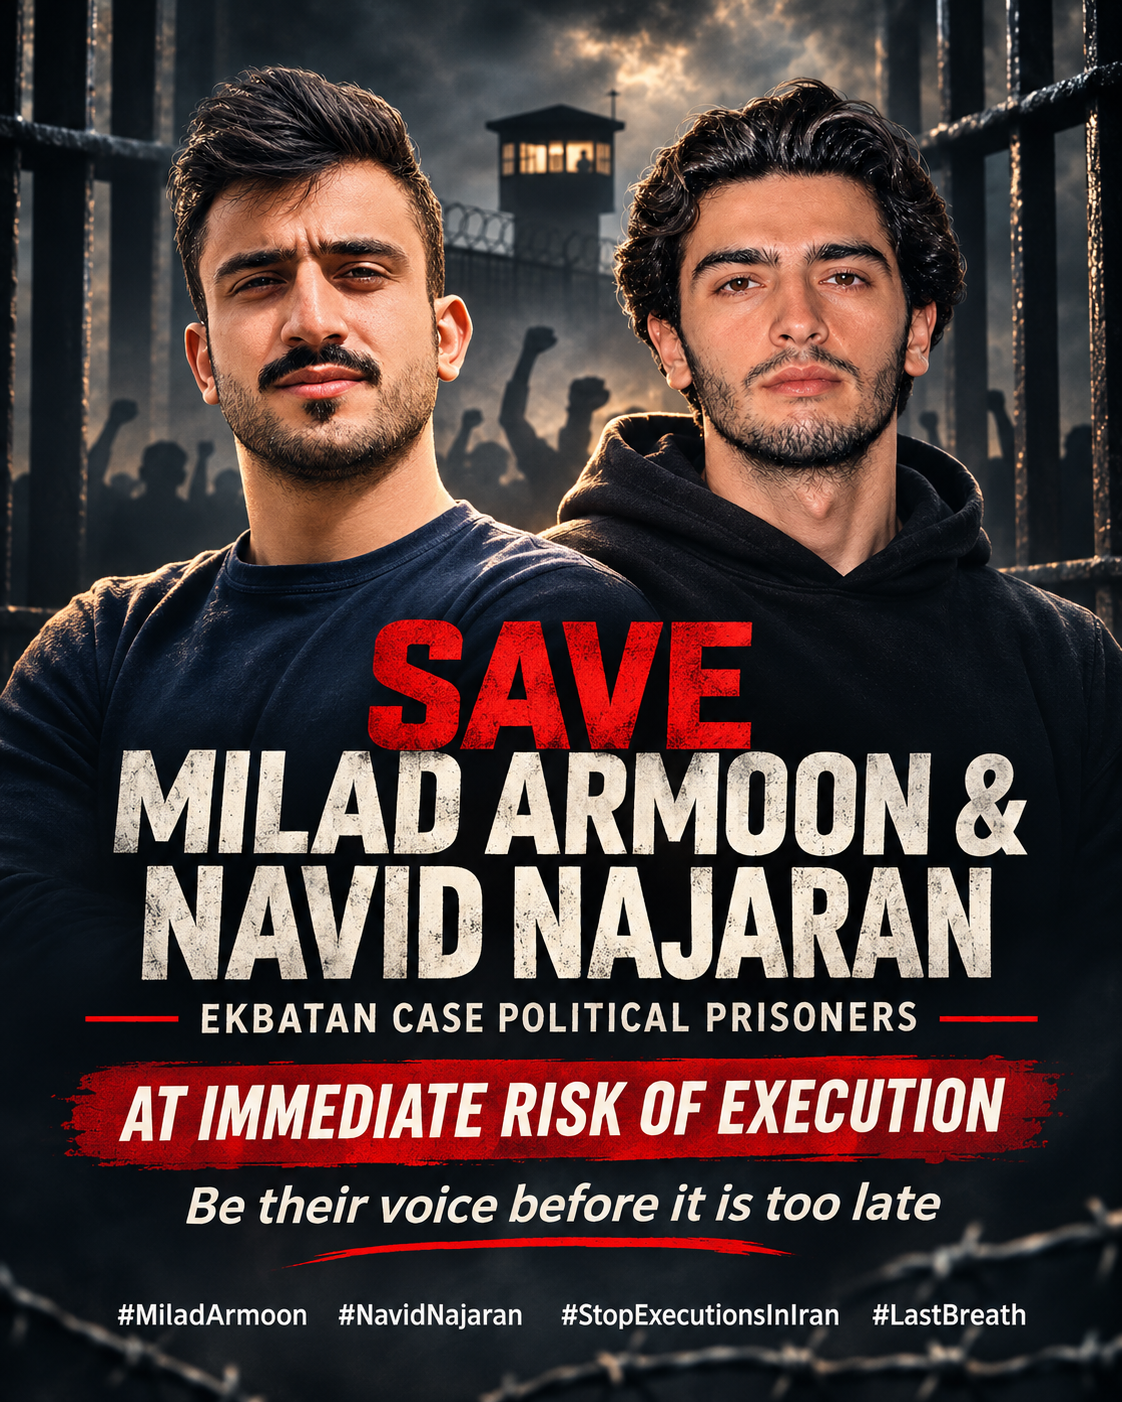 SAVE
MILAD ARMOON &
NAVID NAJARAN
EKBATAN CASE POLITICAL PRISONERS
AT IMMEDIATE RISK OF EXECUTION
Be their voice before it is too late
#MiladArmoon #NavidNajaran #StopExecutionsInIran #LastBreath